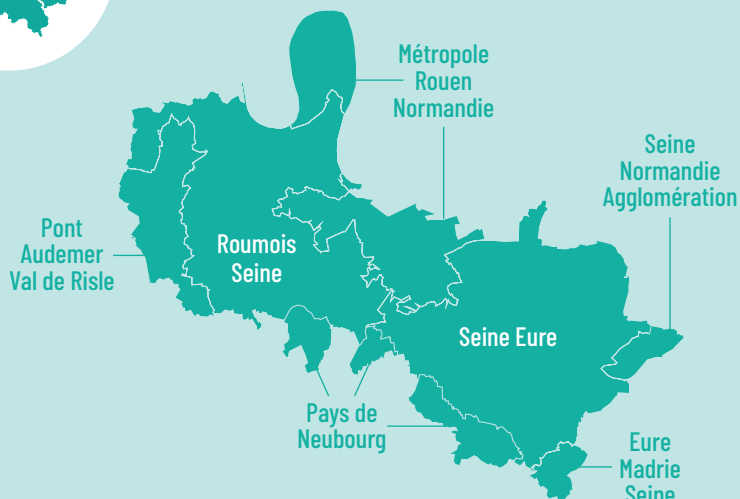 Métropole
Rouen
Normandie
Seine
Normandie
Agglomération
Pont
Audemer
Val de Risle
Roumois
Seine
Seine Eure
Pays de
Neubourg
Eure
Madrie
Seine